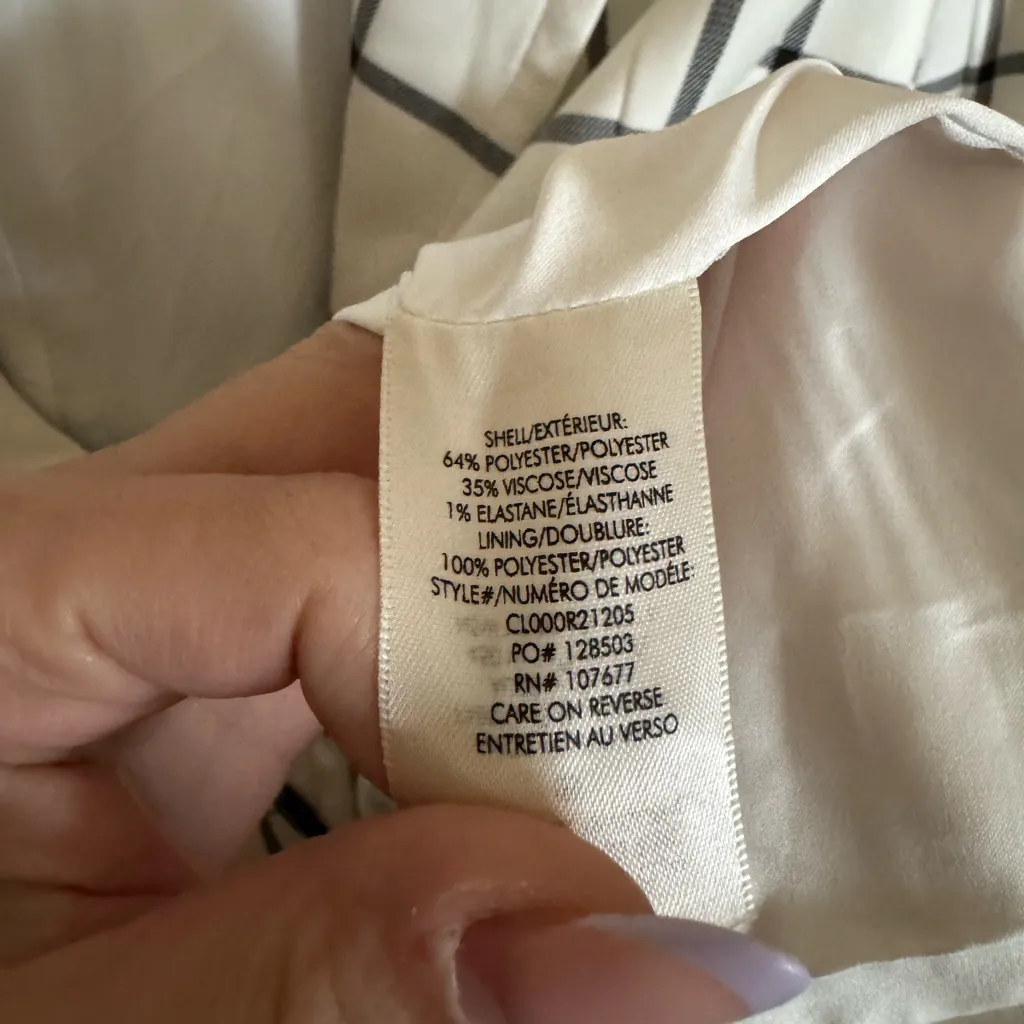 SHELL/EXTÉRIEUR:
64% POLYESTER/POLYESTER
35% VISCOSE/VISCOSE
1% ELASTANE/ÉLASTHANNE
LINING/DOUBLURE:
100% POLYESTER/POLYESTER
STYLE#/NUMÉRO DE MODÉLE
CL000R21205
PO# 128503
RN# 107677
CARE ON REVERSE
ENTRETIEN AU VERSO